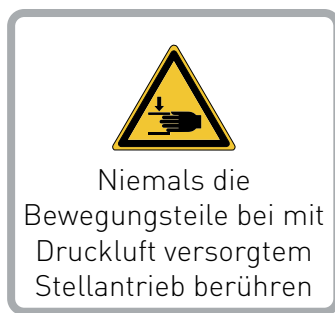 Niemals die
Bewegungsteile bei mit
Druckluft versorgtem
Stellantrieb berühren